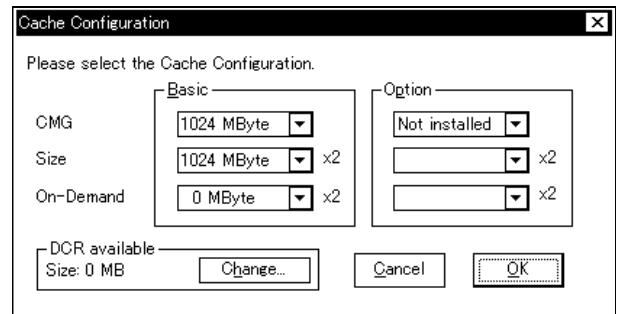 Cache Configuration
Please select the Cache Configuration.
Basic Option
CMG 1024 MByte Not installed
Size 1024 MByte x2 x2
On-Demand 0 MByte x2 x2
DCR available
Size: 0 MB Change... Cancel OK